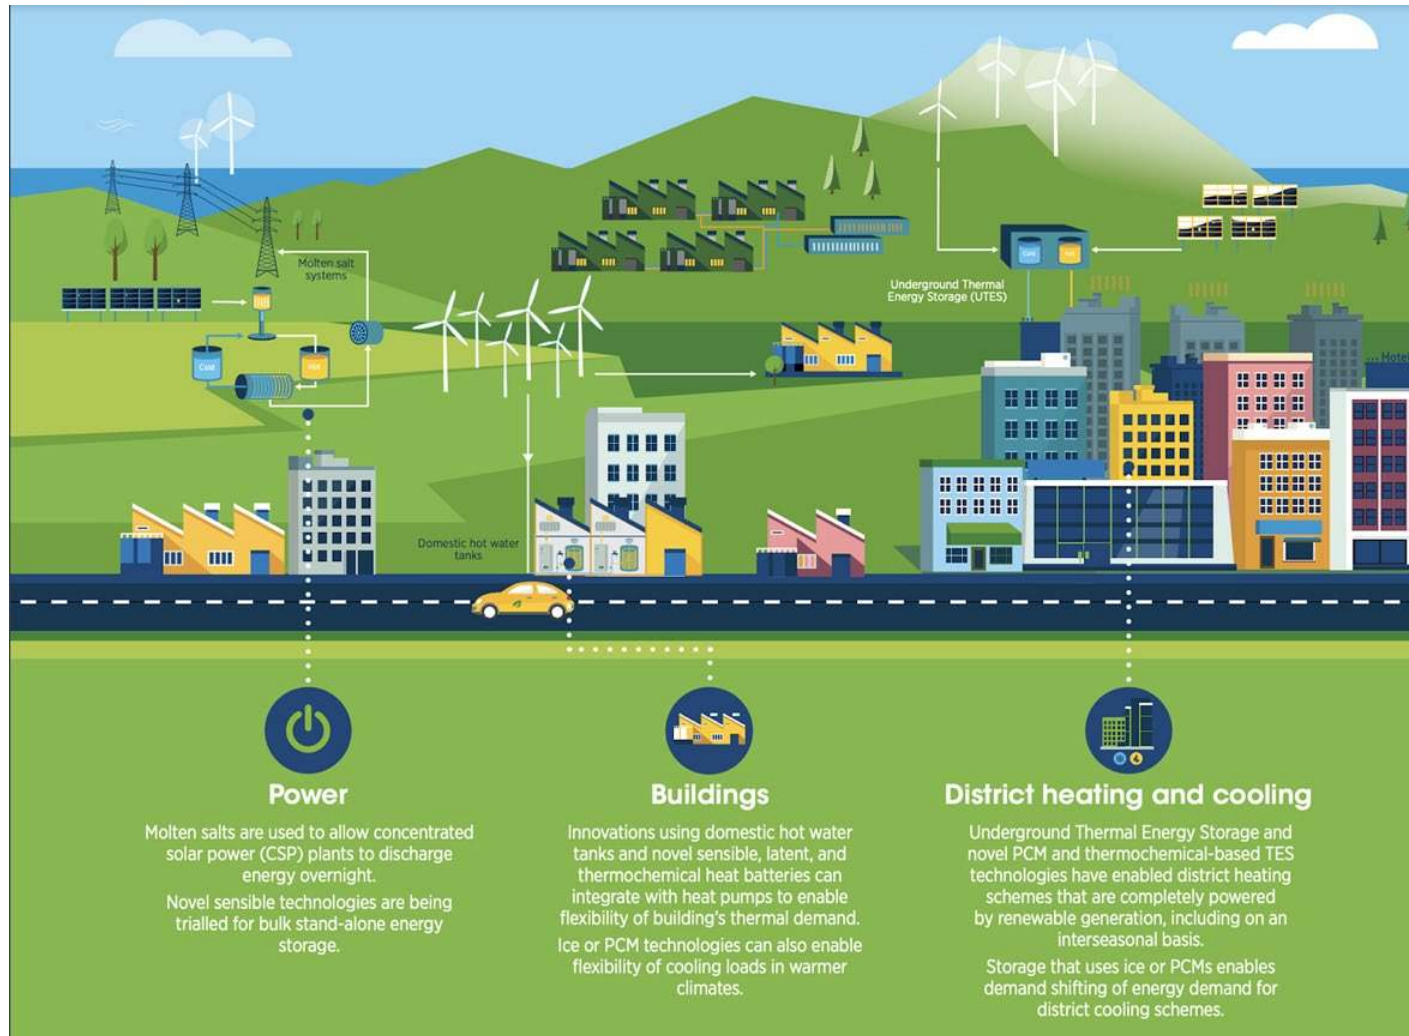 Molten salt
systems
Hot
Cold
Hot
Cold
Hot
Underground Thermal
Energy Storage (UTES)
... Hotel
Domestic hot water
tanks
Power
Molten salts are used to allow concentrated
solar power (CSP) plants to discharge
energy overnight.
Novel sensible technologies are being
trialled for bulk stand-alone energy
storage.
Buildings
Innovations using domestic hot water
tanks and novel sensible, latent, and
thermochemical heat batteries can
integrate with heat pumps to enable
flexibility of building's thermal demand.
Ice or PCM technologies can also enable
flexibility of cooling loads in warmer
climates.
District heating and cooling
Underground Thermal Energy Storage and
novel PCM and thermochemical-based TES
technologies have enabled district heating
schemes that are completely powered
by renewable generation, including on an
interseasonal basis.
Storage that uses ice or PCMs enables
demand shifting of energy demand for
district cooling schemes.